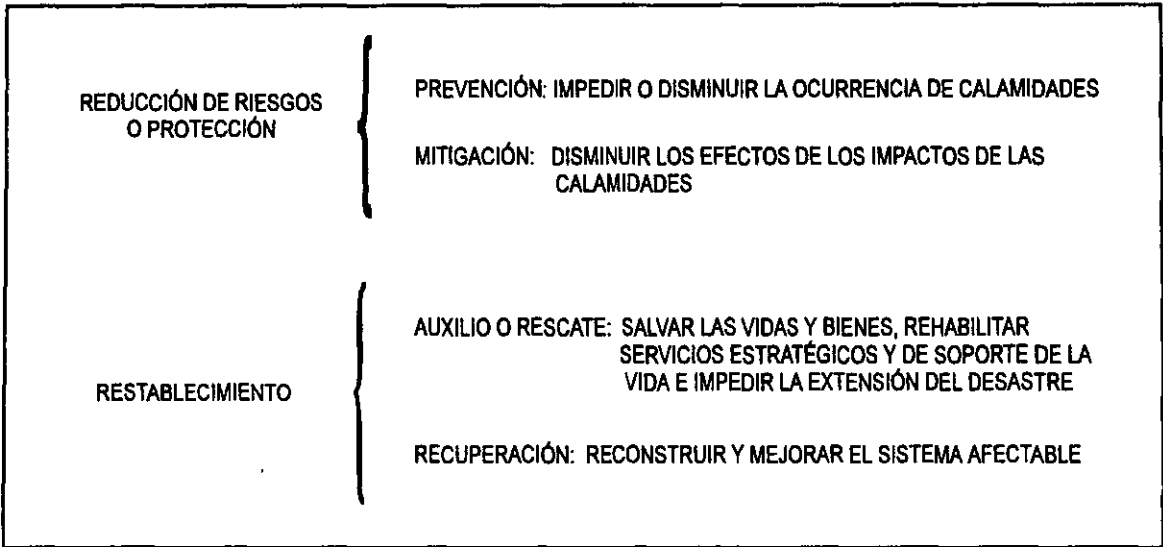 REDUCCIÓN DE RIESGOS
O PROTECCIÓN
PREVENCIÓN: IMPEDIR O DISMINUIR LA OCURRENCIA DE CALAMIDADES
MITIGACIÓN: DISMINUIR LOS EFECTOS DE LOS IMPACTOS DE LAS
CALAMIDADES
RESTABLECIMIENTO
AUXILIO O RESCATE: SALVAR LAS VIDAS Y BIENES, REHABILITAR
SERVICIOS ESTRATÉGICOS Y DE SOPORTE DE LA
VIDA E IMPEDIR LA EXTENSIÓN DEL DESASTRE
RECUPERACIÓN: RECONSTRUIR Y MEJORAR EL SISTEMA AFECTABLE